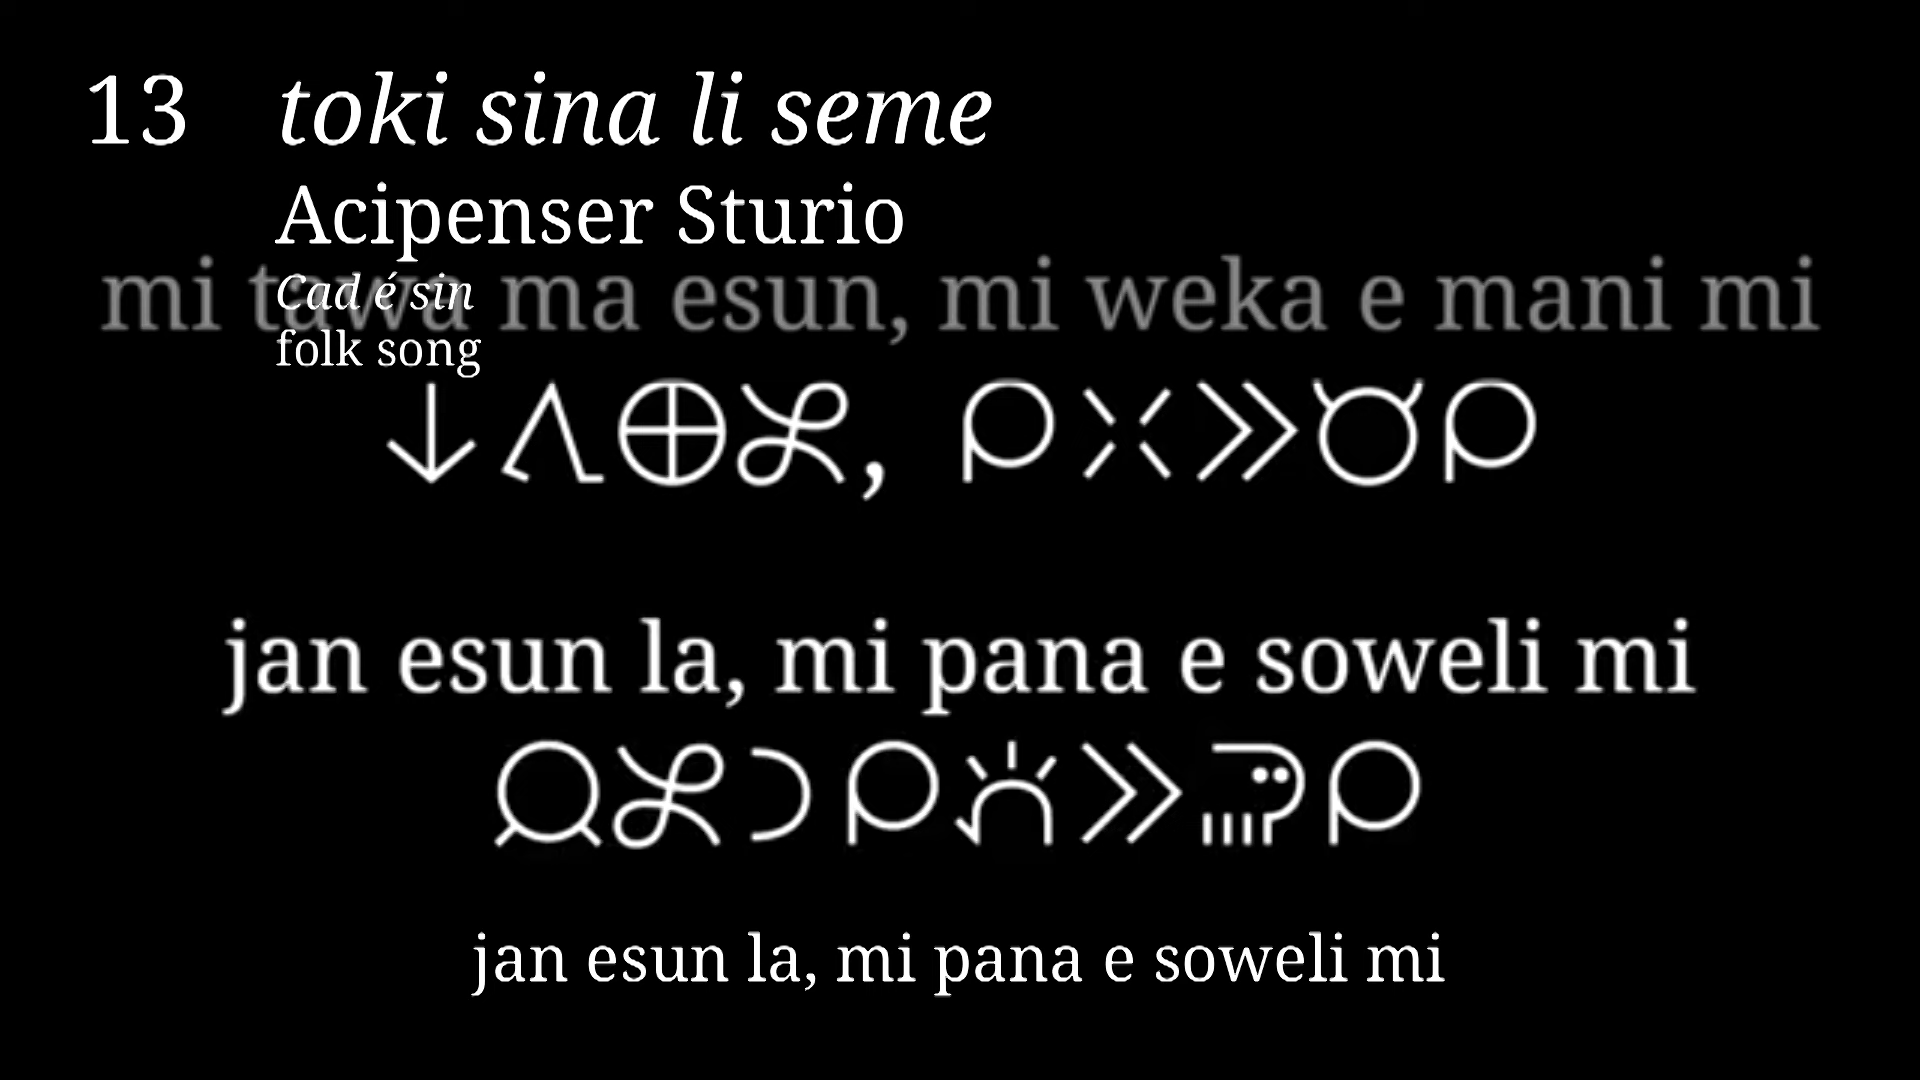 13 toki sina li seme
Acipenser Sturio
mi tawa ma esun, mi weka e mani mi
Cad é sin
folk song
jan esun la, mi pana e soweli mi
jan esun la, mi pana e soweli mi